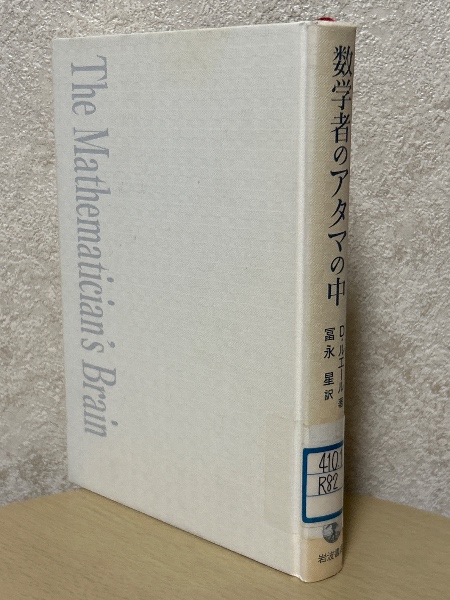 The Mathematician's Brain
数学者のアタマの中
D.ルエール 著
冨永 星 訳
410.1
R82
岩波書店